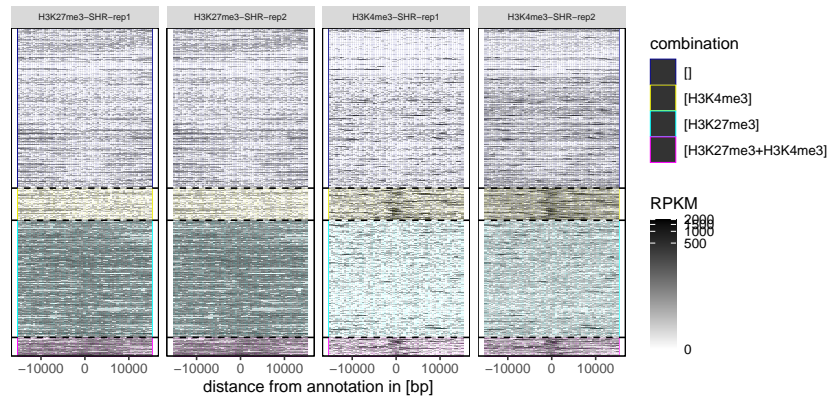 H3K27me3−SHR−rep1
H3K27me3−SHR−rep2
H3K4me3−SHR−rep1
H3K4me3−SHR−rep2
−10000 0 10000
−10000 0 10000
−10000 0 10000
−10000 0 10000
distance from annotation in [bp]
combination
[]
[H3K4me3]
[H3K27me3]
[H3K27me3+H3K4me3]
RPKM
2000
1500
1000
500
0